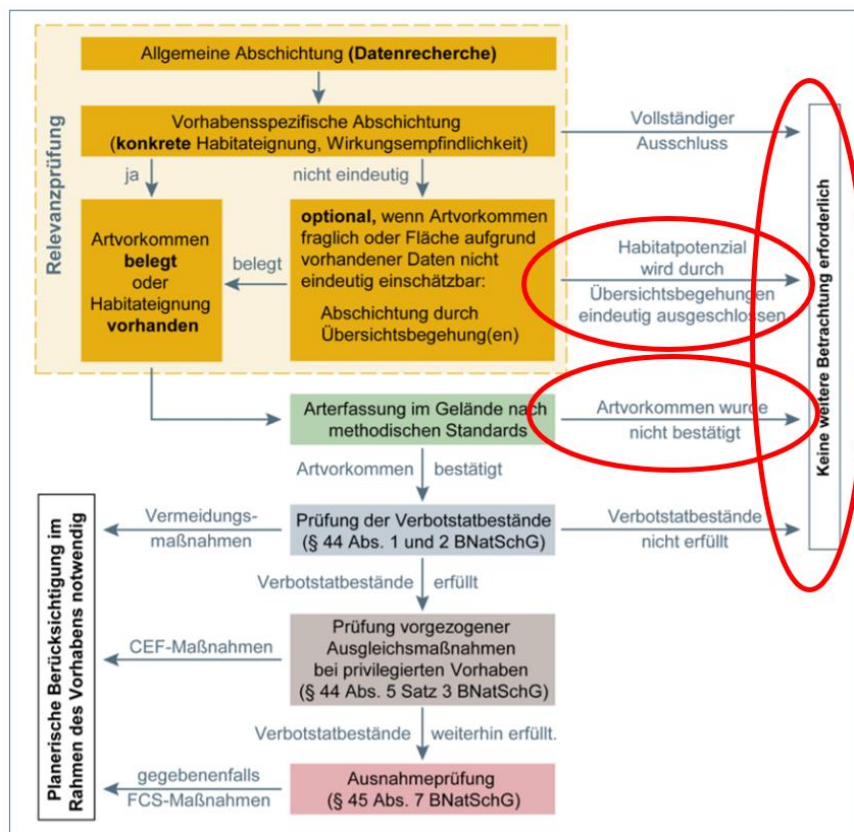 Relevanzprüfung
Allgemeine Abschichtung (Datenrecherche)
Vorhabensspezifische Abschichtung
(konkrete Habitateignung, Wirkungsempfindlichkeit)
Vollständiger
Ausschluss
ja
nicht eindeutig
Artvorkommen
belegt
oder
Habitateignung
vorhanden
belegt
optional, wenn Artvorkommen
fraglich oder Fläche aufgrund
vorhandener Daten nicht
eindeutig einschätzbar:
Abschichtung durch
Übersichtsbegehung(en)
Habitatpotenzial
wird durch
Übersichtsbegehungen
eindeutig ausgeschlossen
Keine weitere Betrachtung erforderlich
Arterfassung im Gelände nach
methodischen Standards
Artvorkommen wurde
nicht bestätigt
Artvorkommen bestätigt
Planerische Berücksichtigung im
Rahmen des Vorhabens notwendig
Vermeidungs-
maßnahmen
Prüfung der Verbotstatbestände
(§ 44 Abs. 1 und 2 BNatSchG)
Verbotstatbestände
nicht erfüllt
Verbotstatbestände erfüllt
CEF-Maßnahmen
Prüfung vorgezogener
Ausgleichsmaßnahmen
bei privilegierten Vorhaben
(§ 44 Abs. 5 Satz 3 BNatSchG)
Verbotstatbestände weiterhin erfüllt.
gegebenenfalls
FCS-Maßnahmen
Ausnahmeprüfung
(§ 45 Abs. 7 BNatSchG)